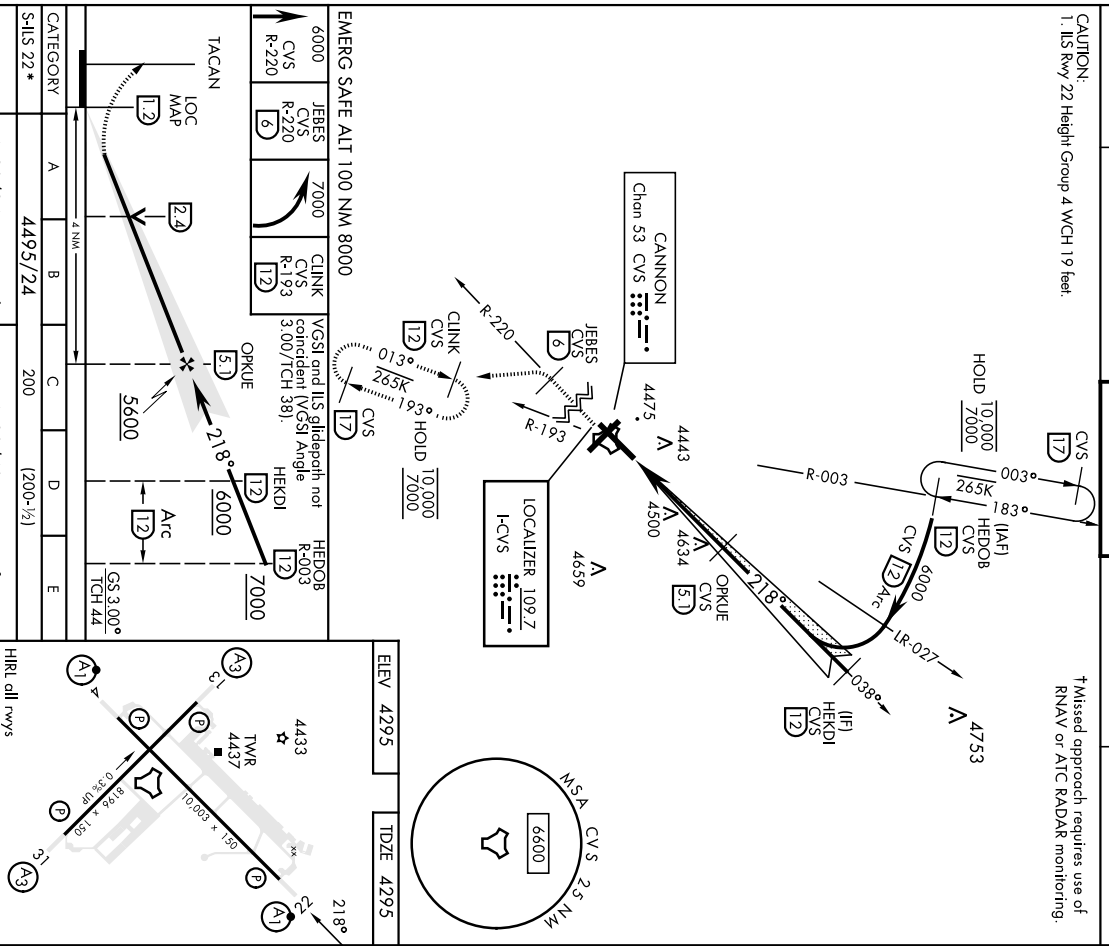 CAUTION:
1. ILS Rwy 22 Height Group 4 WCH 19 feet.
†Missed approach requires use of
RNAV or ATC RADAR monitoring.
HOLD 10,000
7000
CVS
17
003°
265K
183°
R-003
(IAF)
HEDOB
CVS
12
6000
CVS 12 Arc
LR-027
4753
038°
(IF)
HEKDI
CVS
12
218°
OPKUE
CVS
5.1
4634
4500
4659
4443
4475
CANNON
Chan 53 CVS
LOCALIZER 109.7
I-CVS
R-193
R-220
JEBES
CVS
6
CLINK
CVS
12
013°
265K
193°
CVS
17
HOLD 10,000
7000
MSA CVS 25 NM
6600
EMERG SAFE ALT 100 NM 8000
6000
CVS
R-220
JEBES
CVS
R-220
6
7000
CLINK
CVS
R-193
12
VGSI and ILS glidepath not
coincident (VGSI Angle
3.00/TCH 38).
TACAN
LOC
MAP
1.2
2.4
OPKUE
5.1
5600
218°
HEKDI
12
6000
HEDOB
R-003
12
7000
Arc
12
GS 3.00°
TCH 44
4 NM
CATEGORY
A
B
C
D
E
S-ILS 22*
4495/24
200
(200-½)
ELEV 4295
TDZE 4295
4433
TWR
4437
A3
13
A1
P
P
0.3% UP
8196 x 150
10,003 x 150
P
P
31
A3
22
A1
218°
HIRL all rwys